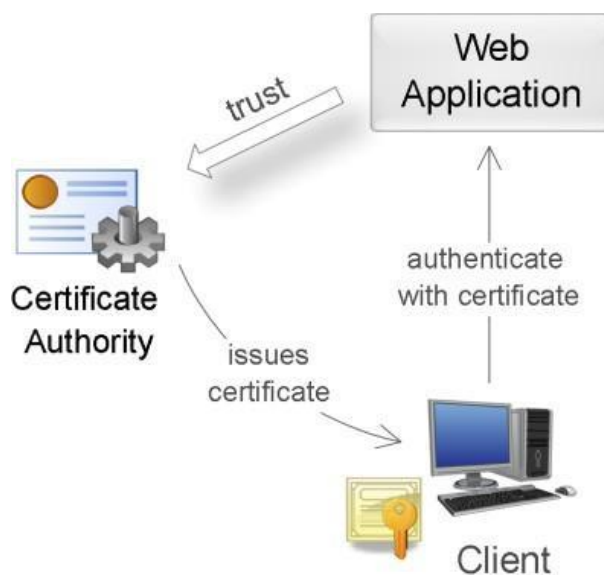 Web
Application
trust
Certificate
Authority
authenticate
with certificate
issues
certificate
Client